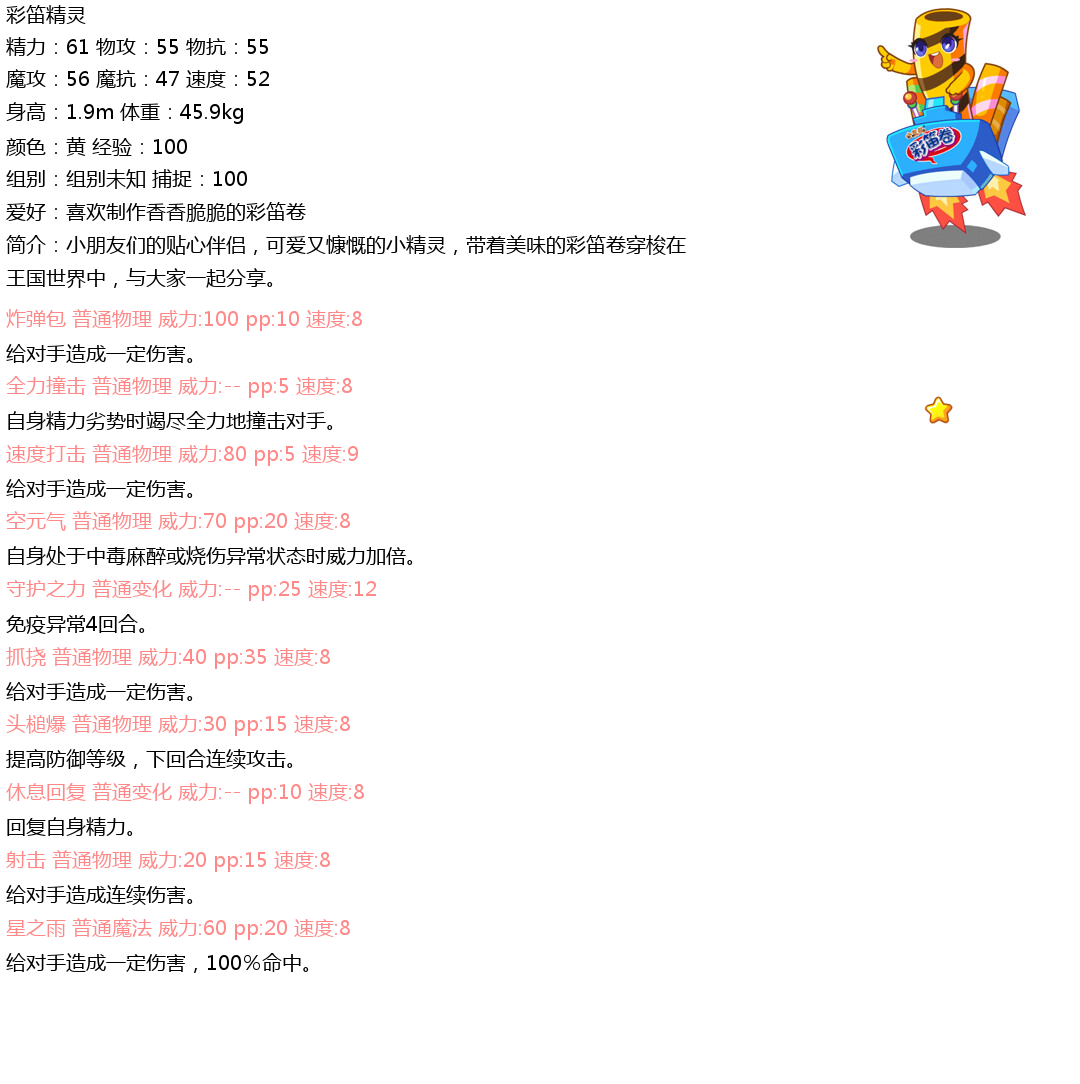 彩笛精灵
精力：61 物攻：55 物抗：55
魔攻：56 魔抗：47 速度：52
身高：1.9m 体重：45.9kg
颜色：黄 经验：100
组别：组别未知 捕捉：100
爱好：喜欢制作香香脆脆的彩笛卷
简介：小朋友们的贴心伴侣，可爱又慷慨的小精灵，带着美味的彩笛卷穿梭在
王国世界中，与大家一起分享。
彩笛卷
炸弹包 普通物理 威力:100 pp:10 速度:8
给对手造成一定伤害。
全力撞击 普通物理 威力:-- pp:5 速度:8
自身精力劣势时竭尽全力地撞击对手。
速度打击 普通物理 威力:80 pp:5 速度:9
给对手造成一定伤害。
空元气 普通物理 威力:70 pp:20 速度:8
自身处于中毒麻醉或烧伤异常状态时威力加倍。
守护之力 普通变化 威力:-- pp:25 速度:12
免疫异常4回合。
抓挠 普通物理 威力:40 pp:35 速度:8
给对手造成一定伤害。
头槌爆 普通物理 威力:30 pp:15 速度:8
提高防御等级，下回合连续攻击。
休息回复 普通变化 威力:-- pp:10 速度:8
回复自身精力。
射击 普通物理 威力:20 pp:15 速度:8
给对手造成连续伤害。
星之雨 普通魔法 威力:60 pp:20 速度:8
给对手造成一定伤害，100%命中。